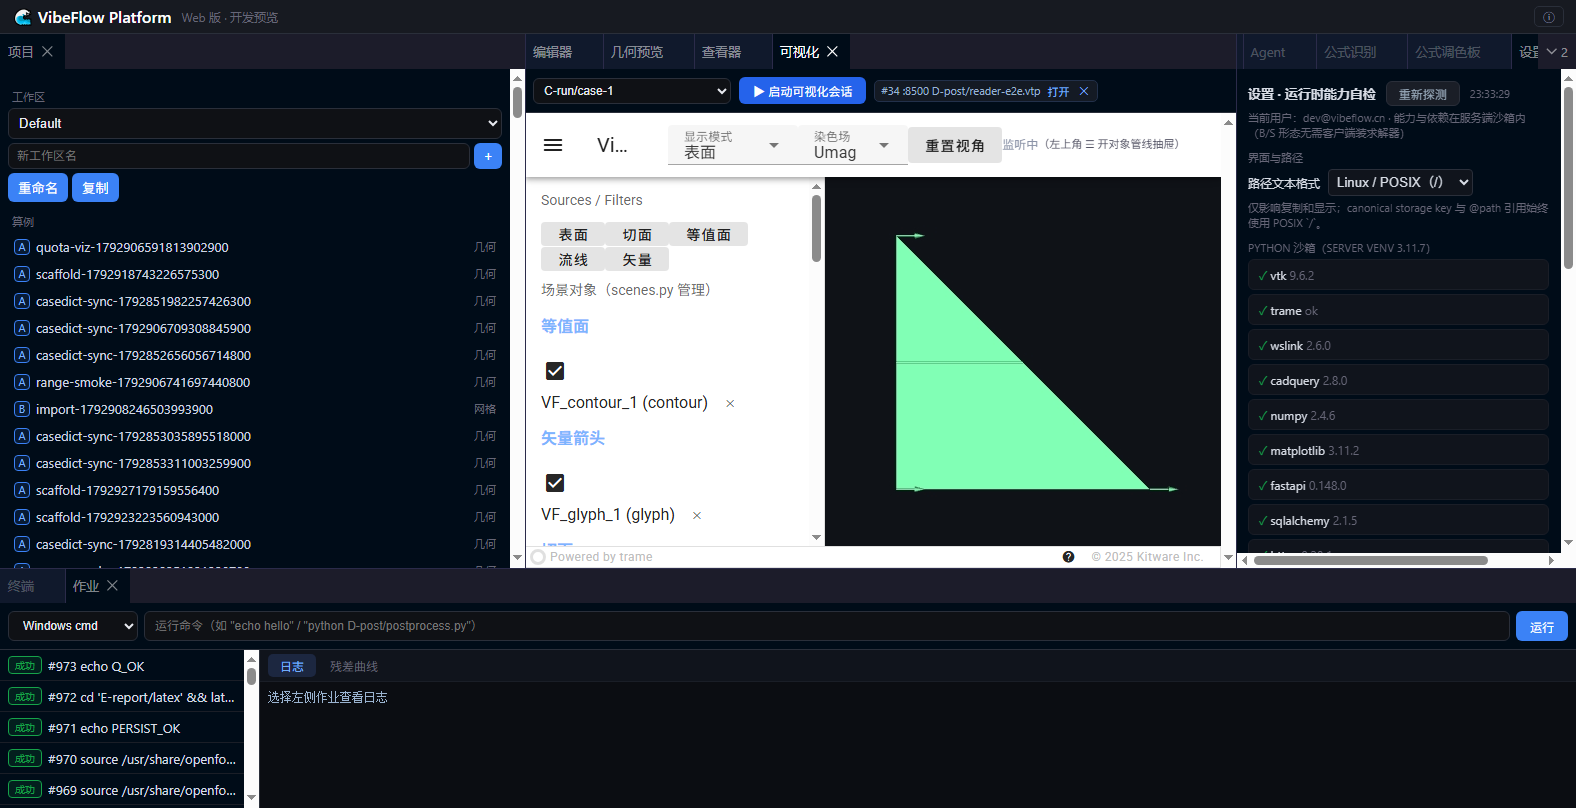 VibeFlow Platform Web 版 · 开发预览
项目
工作区
Default
新工作区名
+
重命名 复制
算例
A quota-viz-1792906591813902900 几何
A scaffold-1792918743226575300 几何
A casedict-sync-1792851982257426300 几何
A casedict-sync-1792906709308845900 几何
A casedict-sync-1792852656056714800 几何
A range-smoke-1792906741697440800 几何
B import-1792908246503993900 网格
A casedict-sync-1792853035895518000 几何
A casedict-sync-1792853311003259900 几何
A scaffold-1792927179159556400 几何
A scaffold-1792923223560943000 几何
A casedict-sync-1792819314405482000 几何
编辑器 几何预览 查看器 可视化
C-run/case-1 ▶ 启动可视化会话 #34 :8500 D-post/reader-e2e.vtp 打开
Vi...
显示模式
表面
染色场
Umag
重置视角
监听中（左上角 ☰ 开对象管线抽屉）
Sources / Filters
表面 切面 等值面
流线 矢量
场景对象（scenes.py 管理）
等值面
VF_contour_1 (contour) ×
矢量箭头
VF_glyph_1 (glyph) ×
Powered by trame
© 2025 Kitware Inc.
Agent 公式识别 公式调色板 设置 2
设置 · 运行时能力自检 重新探测 23:33:29
当前用户：dev@vibeflow.cn · 能力与依赖在服务端沙箱内
（B/S 形态无需客户端装求解器）
界面与路径
路径文本格式 Linux / POSIX（/）
仅影响复制和显示；canonical storage key 与 @path 引用始终
使用 POSIX `/`。
PYTHON 沙箱（SERVER VENV 3.11.7）
✓ vtk 9.6.2
✓ trame ok
✓ wslink 2.6.0
✓ cadquery 2.8.0
✓ numpy 2.4.6
✓ matplotlib 3.11.2
✓ fastapi 0.148.0
✓ sqlalchemy 2.1.5
终端 作业
Windows cmd
运行命令（如 "echo hello" / "python D-post/postprocess.py"）
运行
成功 #973 echo Q_OK
成功 #972 cd 'E-report/latex' && lat...
成功 #971 echo PERSIST_OK
成功 #970 source /usr/share/openfo...
成功 #969 source /usr/share/openfo...
日志 残差曲线
选择左侧作业查看日志